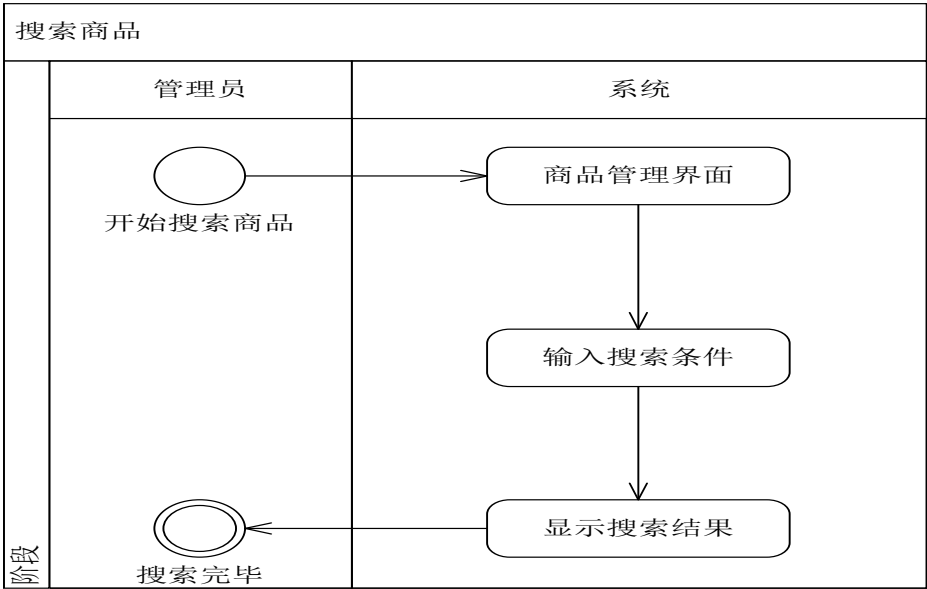 搜索商品
管理员
系统
商品管理界面
开始搜索商品
输入搜索条件
显示搜索结果
搜索完毕
阶段